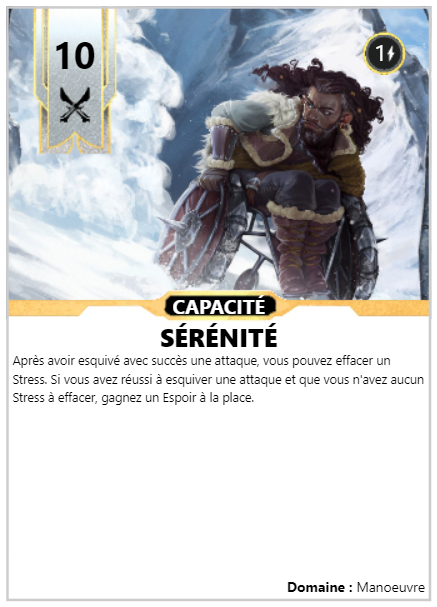 10
1
CAPACITÉ
SÉRÉNITÉ
Après avoir esquivé avec succès une attaque, vous pouvez effacer un
Stress. Si vous avez réussi à esquiver une attaque et que vous n'avez aucun
Stress à effacer, gagnez un Espoir à la place.
Domaine : Manoeuvre